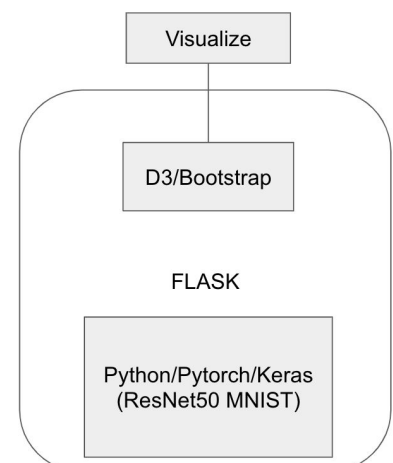 Visualize
D3/Bootstrap
FLASK
Python/Pytorch/Keras
(ResNet50 MNIST)